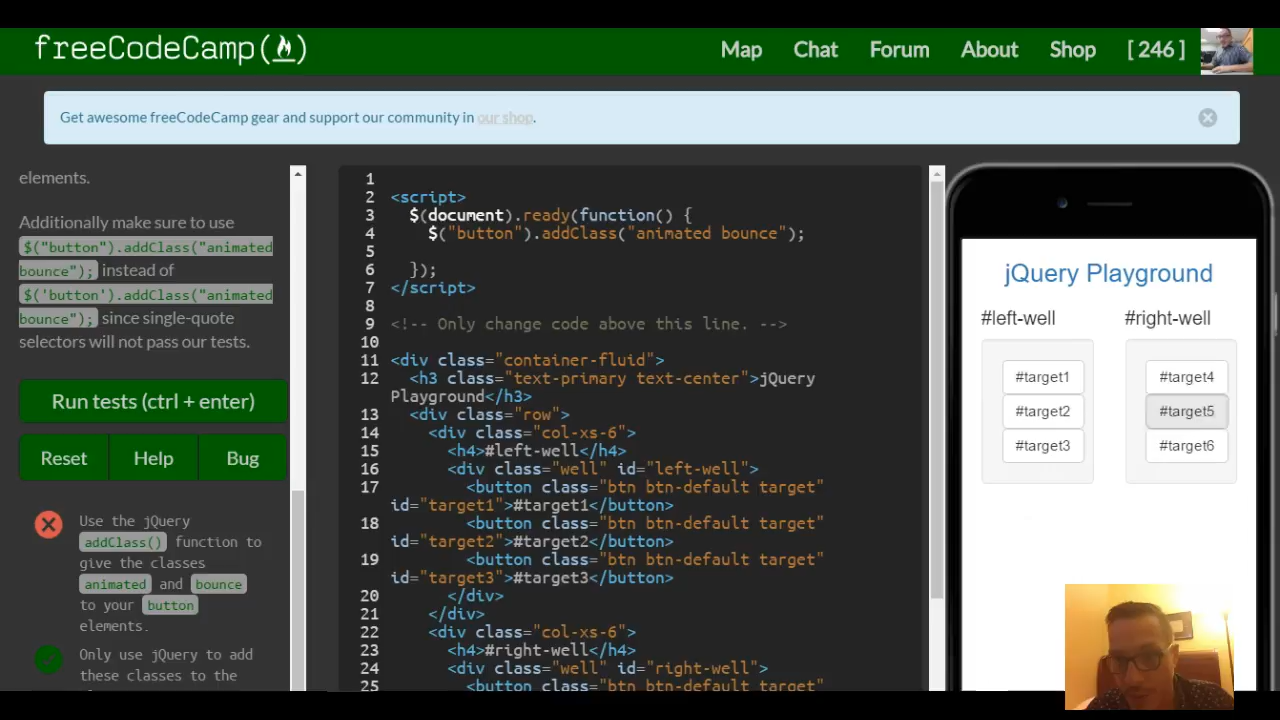 freeCodeCamp(🔥)
Map Chat Forum About Shop [ 246 ]
Get awesome freeCodeCamp gear and support our community in our shop.
elements.
Additionally make sure to use
$("button").addClass("animated
bounce"); instead of
$('button').addClass("animated
bounce"); since single-quote
selectors will not pass our tests.
Run tests (ctrl + enter)
Reset Help Bug
Use the jQuery
addClass() function to
give the classes
animated and bounce
to your button
elements.
Only use jQuery to add
these classes to the
1
2 <script>
3 $(document).ready(function() {
4 $("button").addClass("animated bounce");
5
6 });
7 </script>
8
9 <!-- Only change code above this line. -->
10
11 <div class="container-fluid">
12 <h3 class="text-primary text-center">jQuery
Playground</h3>
13 <div class="row">
14 <div class="col-xs-6">
15 <h4>#left-well</h4>
16 <div class="well" id="left-well">
17 <button class="btn btn-default target"
id="target1">#target1</button>
18 <button class="btn btn-default target"
id="target2">#target2</button>
19 <button class="btn btn-default target"
id="target3">#target3</button>
20 </div>
21 </div>
22 <div class="col-xs-6">
23 <h4>#right-well</h4>
24 <div class="well" id="right-well">
25 <button class="btn btn-default target"
jQuery Playground
#left-well #right-well
#target1 #target4
#target2 #target5
#target3 #target6